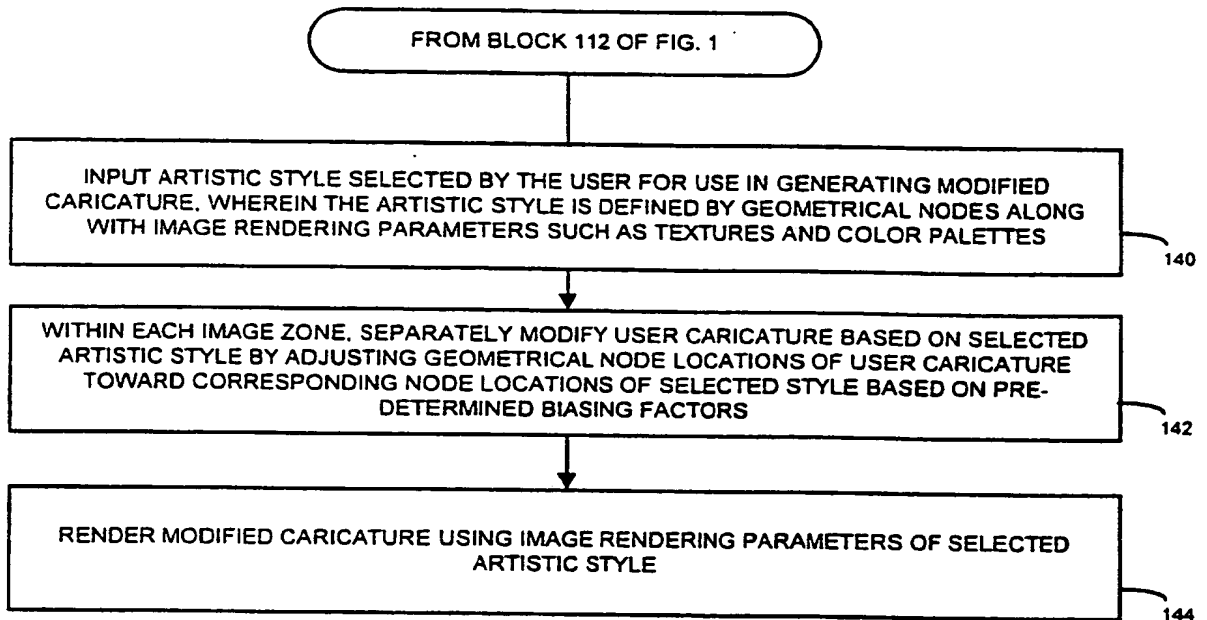 FROM BLOCK 112 OF FIG. 1
INPUT ARTISTIC STYLE SELECTED BY THE USER FOR USE IN GENERATING MODIFIED
CARICATURE, WHEREIN THE ARTISTIC STYLE IS DEFINED BY GEOMETRICAL NODES ALONG
WITH IMAGE RENDERING PARAMETERS SUCH AS TEXTURES AND COLOR PALETTES
140
WITHIN EACH IMAGE ZONE, SEPARATELY MODIFY USER CARICATURE BASED ON SELECTED
ARTISTIC STYLE BY ADJUSTING GEOMETRICAL NODE LOCATIONS OF USER CARICATURE
TOWARD CORRESPONDING NODE LOCATIONS OF SELECTED STYLE BASED ON PRE-
DETERMINED BIASING FACTORS
142
RENDER MODIFIED CARICATURE USING IMAGE RENDERING PARAMETERS OF SELECTED
ARTISTIC STYLE
144